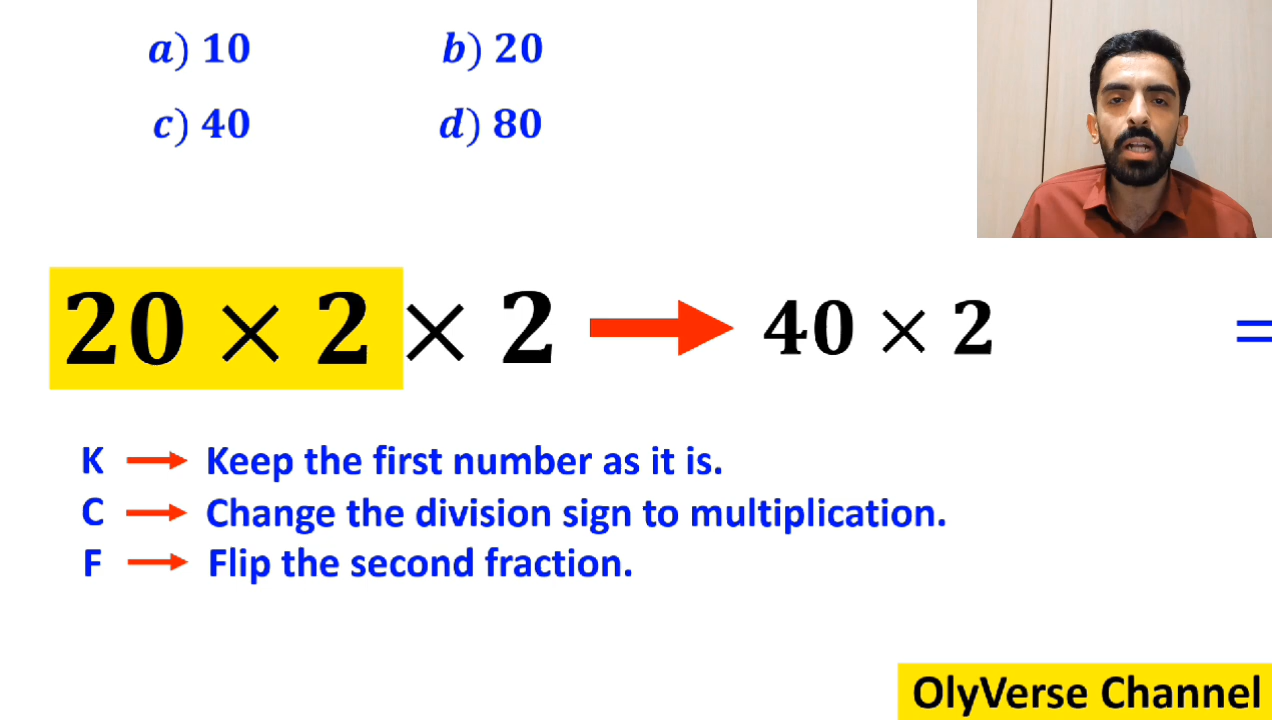 a) 10 b) 20
c) 40 d) 80
20 × 2 × 2 → 40 × 2 =
K → Keep the first number as it is.
C → Change the division sign to multiplication.
F → Flip the second fraction.
OlyVerse Channel